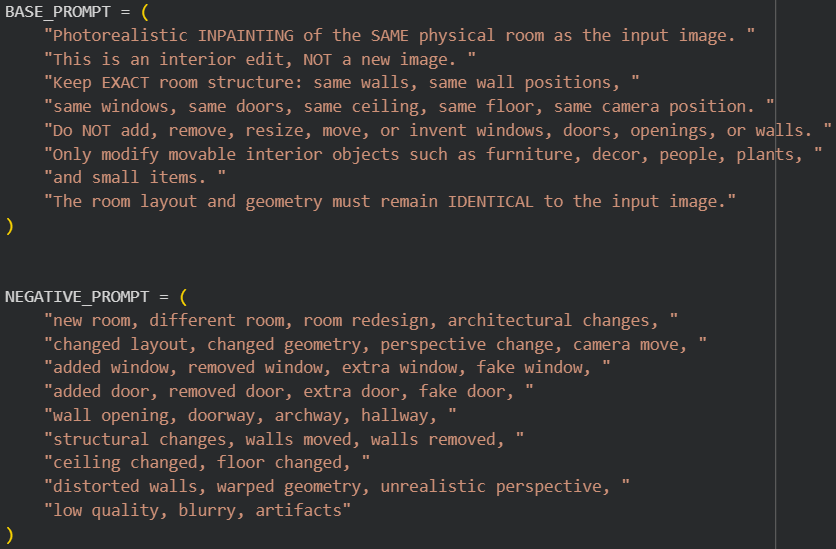 BASE_PROMPT = (
"Photorealistic INPAINTING of the SAME physical room as the input image. "
"This is an interior edit, NOT a new image. "
"Keep EXACT room structure: same walls, same wall positions, "
"same windows, same doors, same ceiling, same floor, same camera position. "
"Do NOT add, remove, resize, move, or invent windows, doors, openings, or walls. "
"Only modify movable interior objects such as furniture, decor, people, plants, "
"and small items. "
"The room layout and geometry must remain IDENTICAL to the input image."
)
NEGATIVE_PROMPT = (
"new room, different room, room redesign, architectural changes, "
"changed layout, changed geometry, perspective change, camera move, "
"added window, removed window, extra window, fake window, "
"added door, removed door, extra door, fake door, "
"wall opening, doorway, archway, hallway, "
"structural changes, walls moved, walls removed, "
"ceiling changed, floor changed, "
"distorted walls, warped geometry, unrealistic perspective, "
"low quality, blurry, artifacts"
)